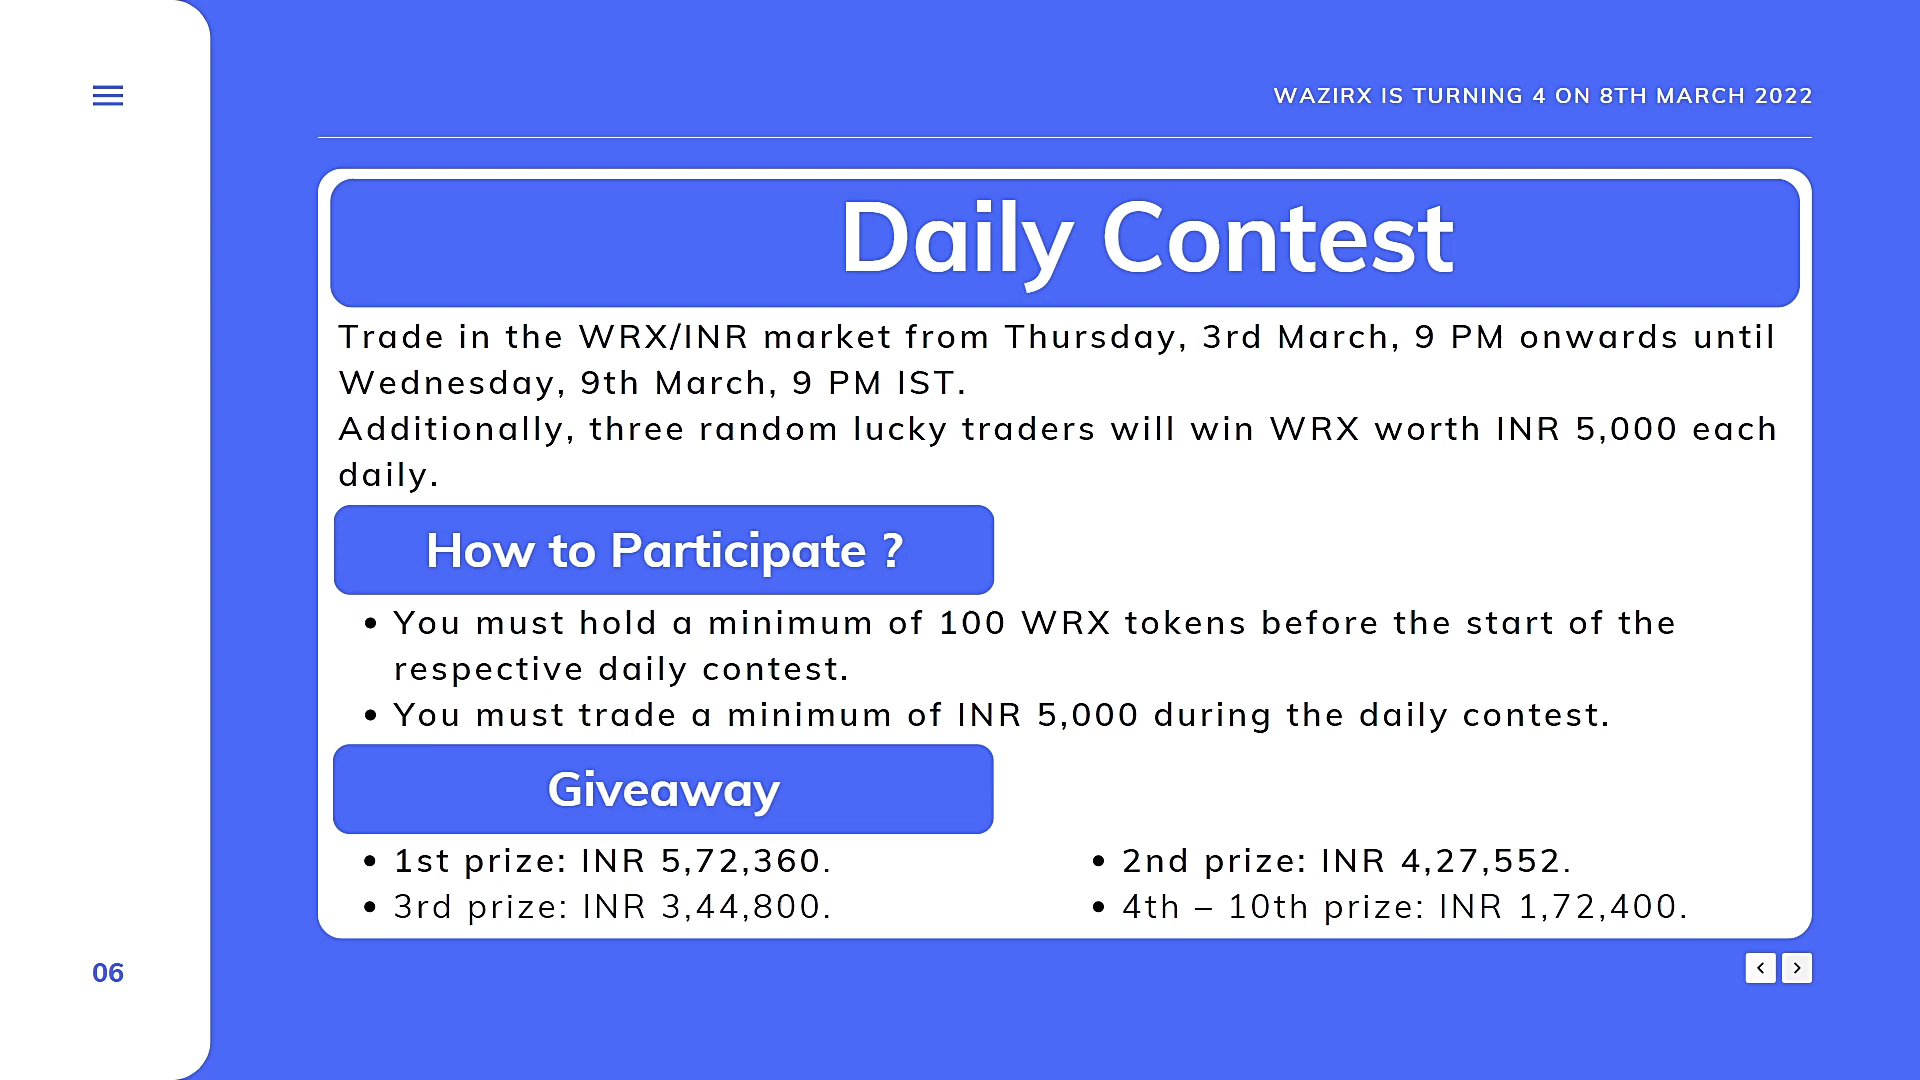 WAZIRX IS TURNING 4 ON 8TH MARCH 2022
Daily Contest
Trade in the WRX/INR market from Thursday, 3rd March, 9 PM onwards until
Wednesday, 9th March, 9 PM IST.
Additionally, three random lucky traders will win WRX worth INR 5,000 each
daily.
How to Participate ?
• You must hold a minimum of 100 WRX tokens before the start of the
respective daily contest.
• You must trade a minimum of INR 5,000 during the daily contest.
Giveaway
• 1st prize: INR 5,72,360.
• 2nd prize: INR 4,27,552.
• 3rd prize: INR 3,44,800.
• 4th – 10th prize: INR 1,72,400.
06